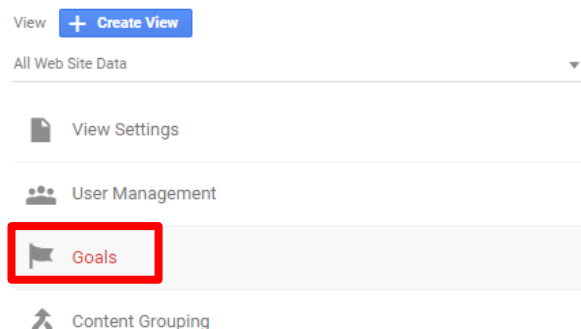 View + Create View
All Web Site Data
View Settings
User Management
Goals
Content Grouping